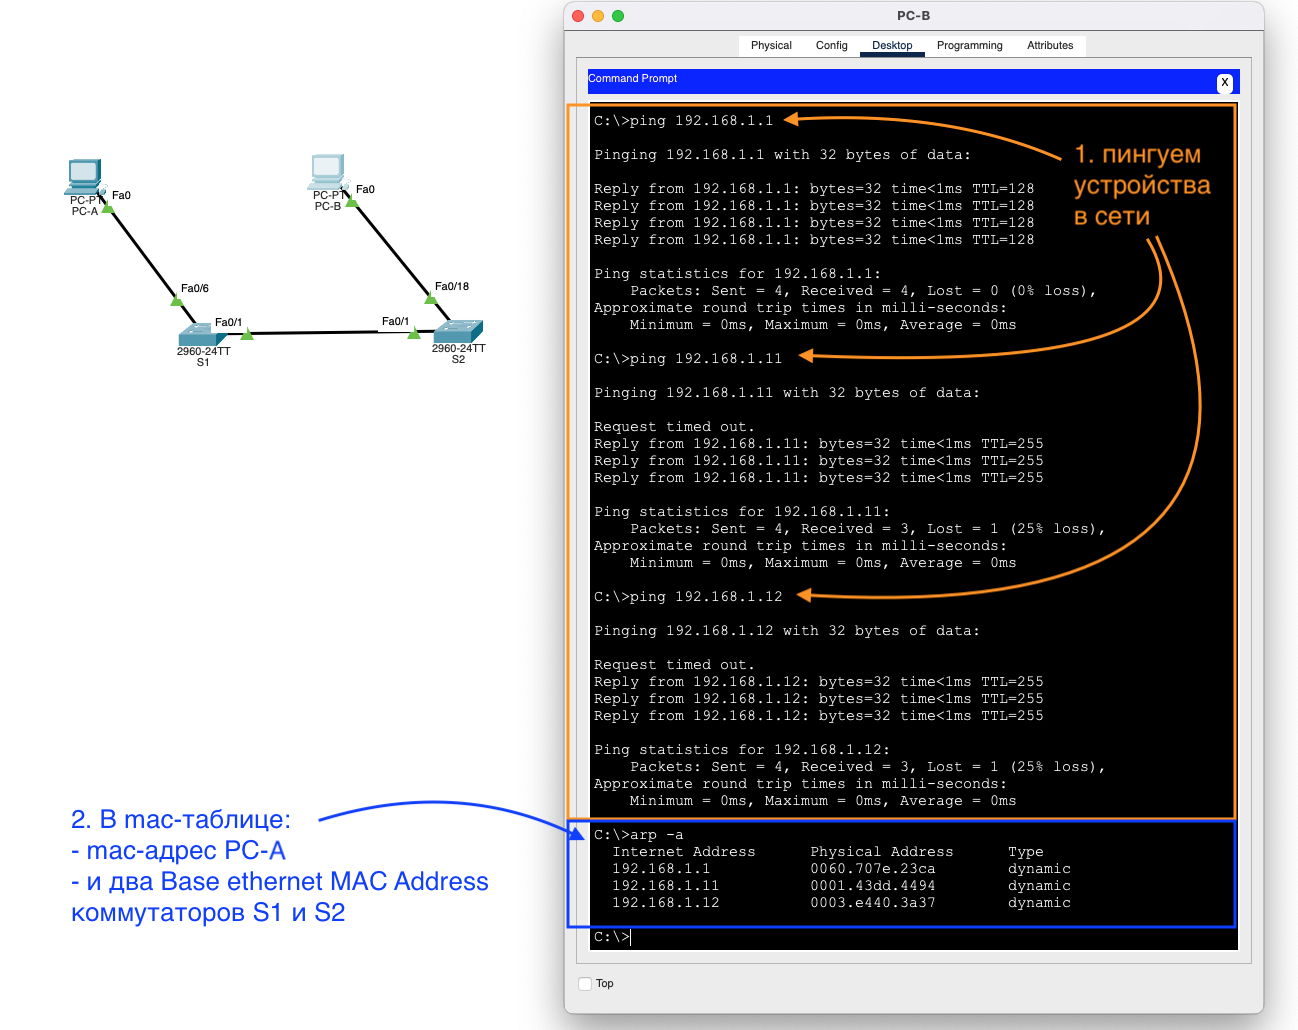 PC-B
Physical Config Desktop Programming Attributes
Command Prompt
X
C:\>ping 192.168.1.1
Pinging 192.168.1.1 with 32 bytes of data:
Reply from 192.168.1.1: bytes=32 time<1ms TTL=128
Reply from 192.168.1.1: bytes=32 time<1ms TTL=128
Reply from 192.168.1.1: bytes=32 time<1ms TTL=128
Reply from 192.168.1.1: bytes=32 time<1ms TTL=128
Ping statistics for 192.168.1.1:
Packets: Sent = 4, Received = 4, Lost = 0 (0% loss),
Approximate round trip times in milli-seconds:
Minimum = 0ms, Maximum = 0ms, Average = 0ms
C:\>ping 192.168.1.11
Pinging 192.168.1.11 with 32 bytes of data:
Request timed out.
Reply from 192.168.1.11: bytes=32 time<1ms TTL=255
Reply from 192.168.1.11: bytes=32 time<1ms TTL=255
Reply from 192.168.1.11: bytes=32 time<1ms TTL=255
Ping statistics for 192.168.1.11:
Packets: Sent = 4, Received = 3, Lost = 1 (25% loss),
Approximate round trip times in milli-seconds:
Minimum = 0ms, Maximum = 0ms, Average = 0ms
C:\>ping 192.168.1.12
Pinging 192.168.1.12 with 32 bytes of data:
Request timed out.
Reply from 192.168.1.12: bytes=32 time<1ms TTL=255
Reply from 192.168.1.12: bytes=32 time<1ms TTL=255
Reply from 192.168.1.12: bytes=32 time<1ms TTL=255
Ping statistics for 192.168.1.12:
Packets: Sent = 4, Received = 3, Lost = 1 (25% loss),
Approximate round trip times in milli-seconds:
Minimum = 0ms, Maximum = 0ms, Average = 0ms
C:\>arp -a
Internet Address Physical Address Type
192.168.1.1 0060.707e.23ca dynamic
192.168.1.11 0001.43dd.4494 dynamic
192.168.1.12 0003.e440.3a37 dynamic
C:\>
Top
1. пингуем
устройства
в сети
PC-PT
PC-A
Fa0
PC-PT
PC-B
Fa0
Fa0/6
Fa0/18
Fa0/1
Fa0/1
2960-24TT
S1
2960-24TT
S2
2. В mac-таблице:
- mac-адрес PC-A
- и два Base ethernet MAC Address
коммутаторов S1 и S2